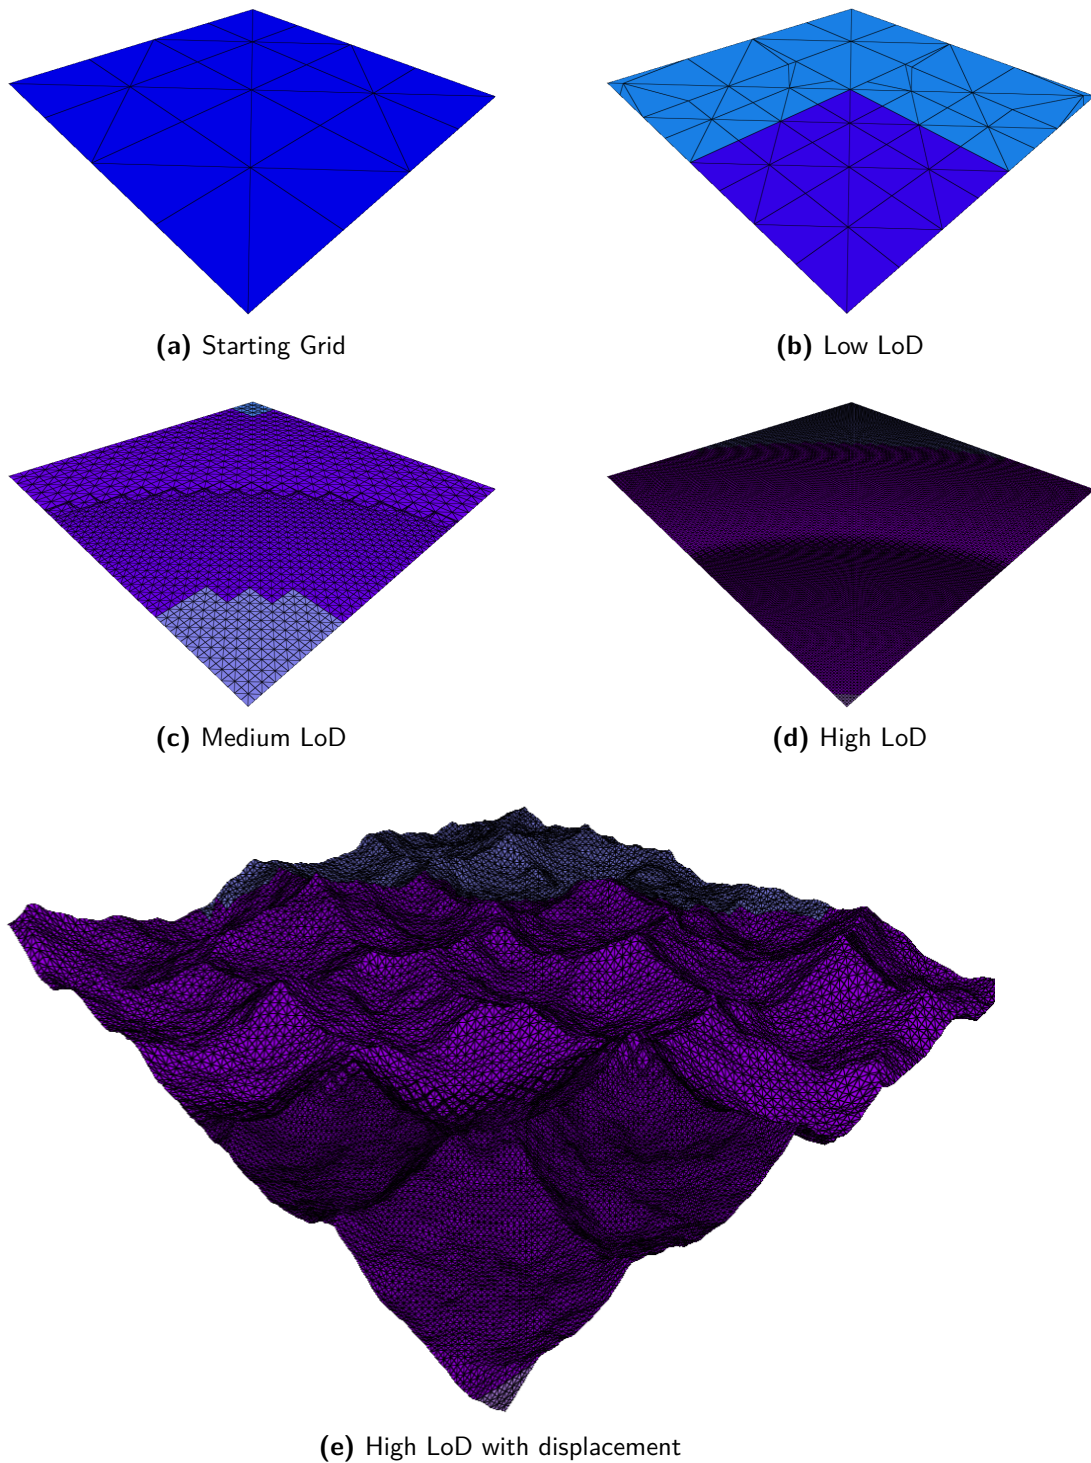 (a) Starting Grid
(b) Low LoD
(c) Medium LoD
(d) High LoD
(e) High LoD with displacement